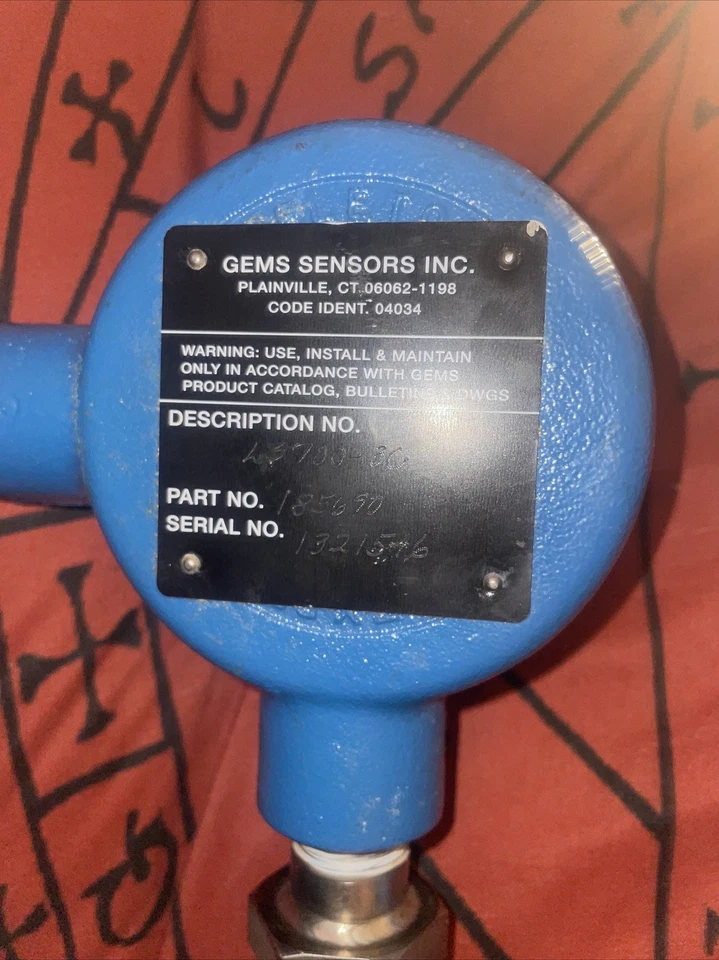 GEMS SENSORS INC.
PLAINVILLE, CT 06062-1198
CODE IDENT. 04034
WARNING: USE, INSTALL & MAINTAIN
ONLY IN ACCORDANCE WITH GEMS
PRODUCT CATALOG, BULLETINS & DWGS
DESCRIPTION NO.
PART NO. 185690
SERIAL NO.